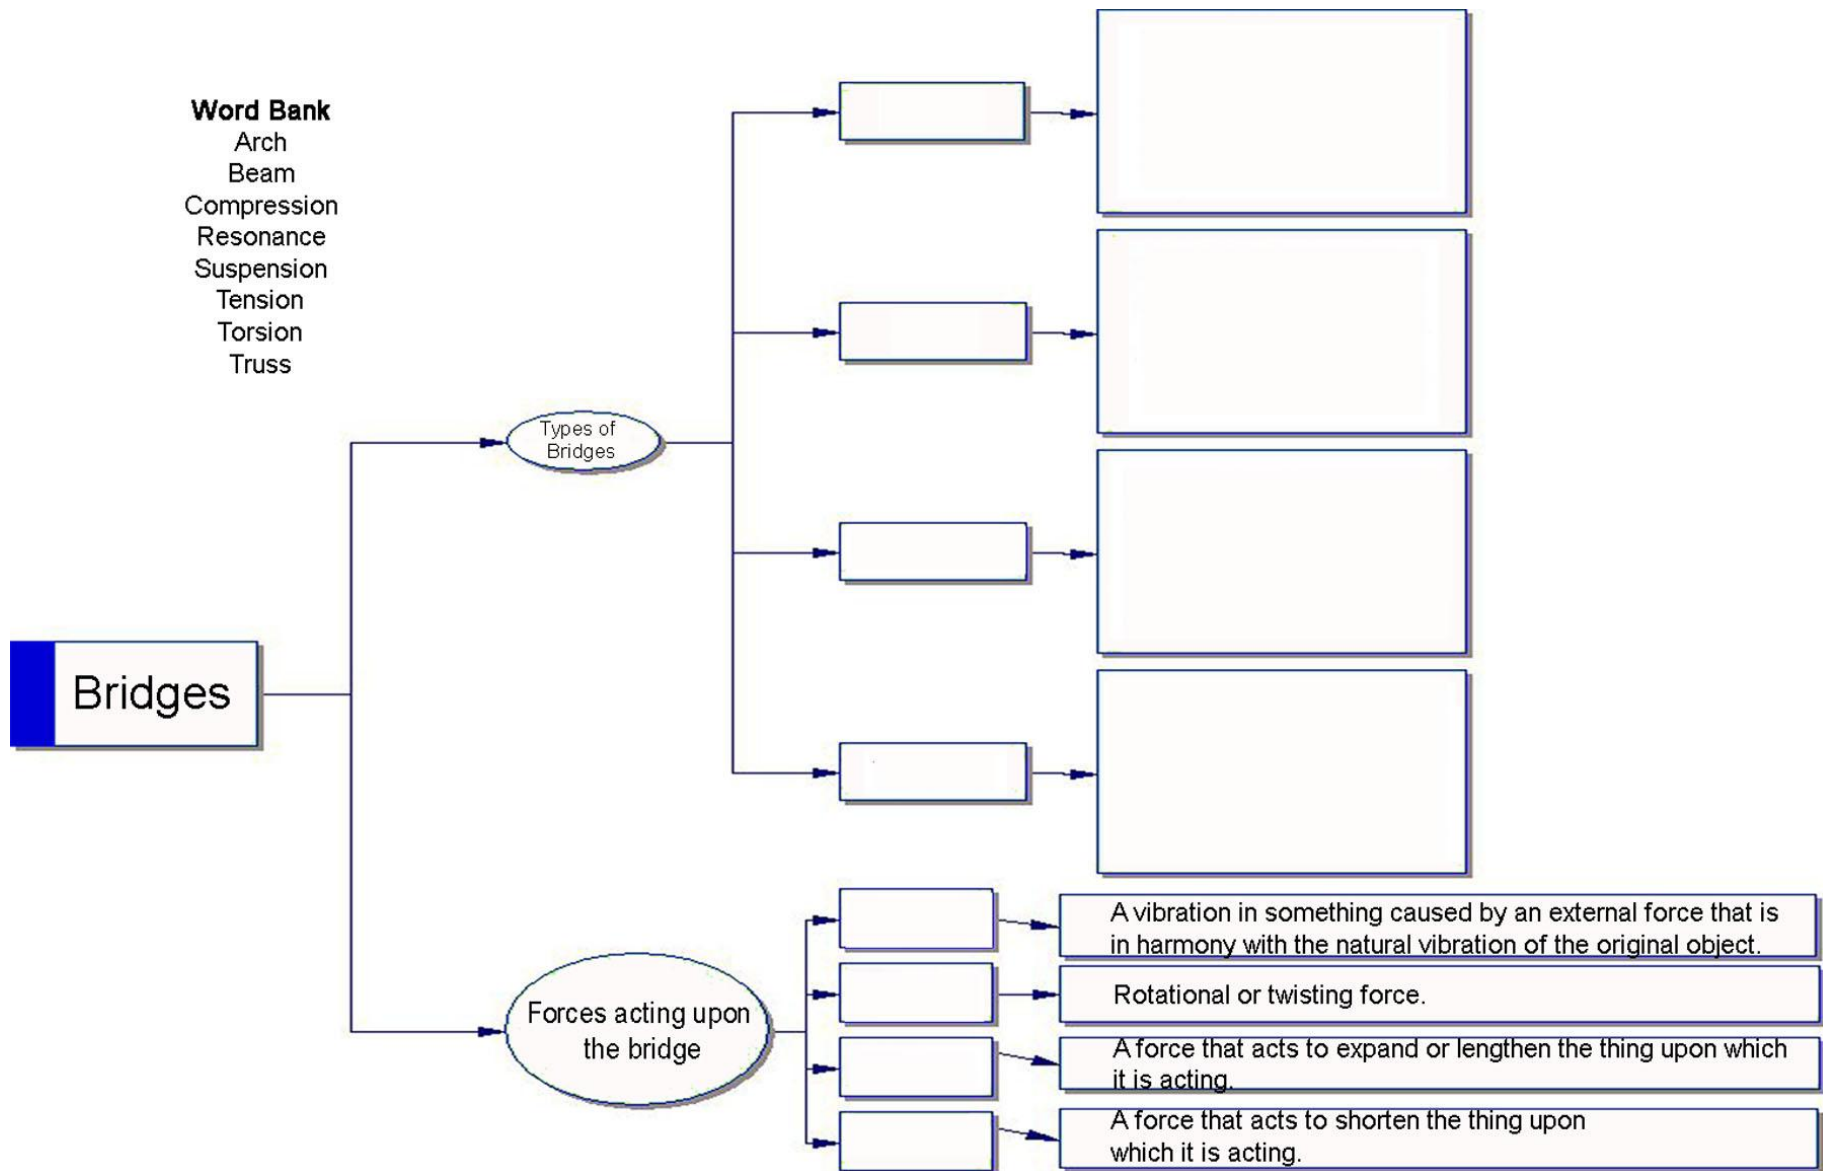 Word Bank
Arch
Beam
Compression
Resonance
Suspension
Tension
Torsion
Truss
Types of
Bridges
Bridges
Forces acting upon
the bridge
A vibration in something caused by an external force that is
in harmony with the natural vibration of the original object.
Rotational or twisting force.
A force that acts to expand or lengthen the thing upon which
it is acting.
A force that acts to shorten the thing upon
which it is acting.